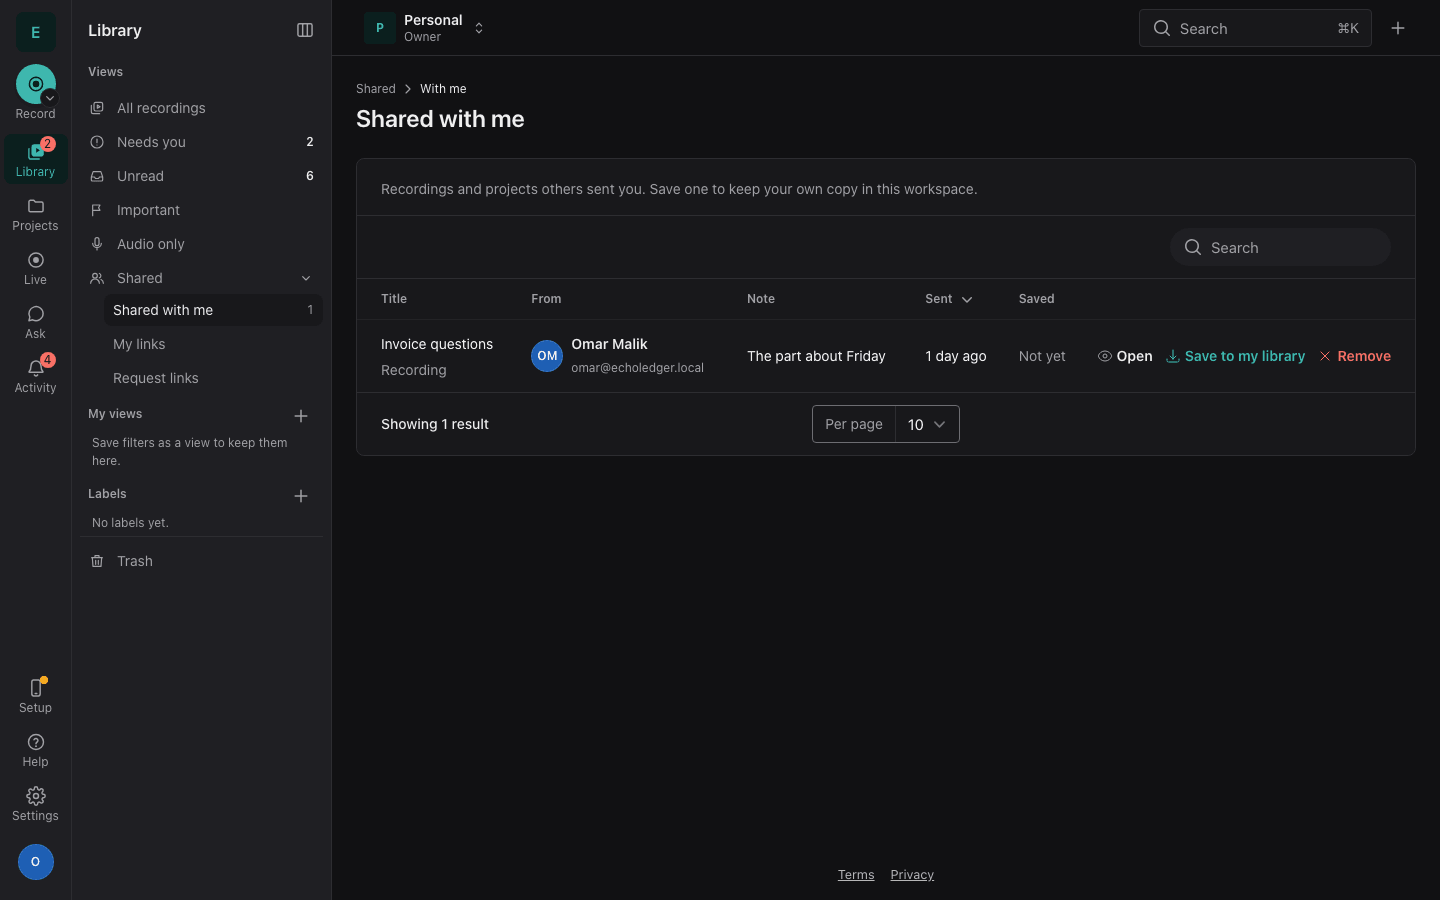 E
Library
Record
2
Library
Projects
Live
Ask
4
Activity
Setup
Help
Settings
O
Views
All recordings
Needs you 2
Unread 6
Important
Audio only
Shared
Shared with me 1
My links
Request links
My views
Save filters as a view to keep them
here.
Labels
No labels yet.
Trash
P
Personal
Owner
Search ⌘K
Shared With me
Shared with me
Recordings and projects others sent you. Save one to keep your own copy in this workspace.
Search
Title From Note Sent Saved
Invoice questions
Recording
OM
Omar Malik
omar@echoledger.local
The part about Friday
1 day ago
Not yet
Open Save to my library Remove
Showing 1 result
Per page 10
Terms Privacy